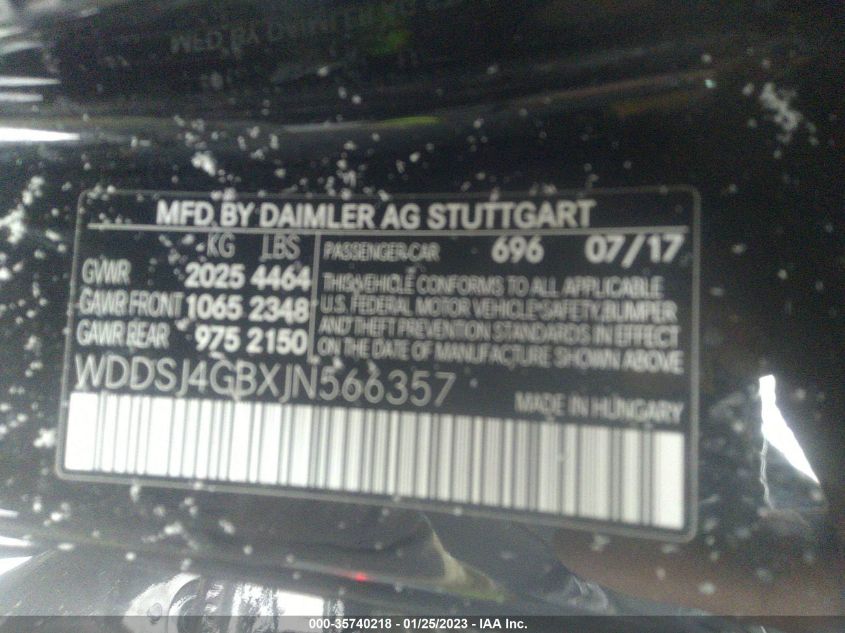 MFD. BY DAIMLER AG STUTTGART
KG LBS
GVWR 2025 4464
GAWR FRONT 1065 2348
GAWR REAR 975 2150
PASSENGER-CAR 696 07/17
THIS VEHICLE CONFORMS TO ALL APPLICABLE
U.S. FEDERAL MOTOR VEHICLE-SAFETY, BUMPER
AND THEFT PREVENTION STANDARDS IN EFFECT
ON THE DATE OF MANUFACTURE SHOWN ABOVE.
WDDSJ4GBXJN566357
MADE IN HUNGARY
000-35740218 - 01/25/2023 - IAA Inc.